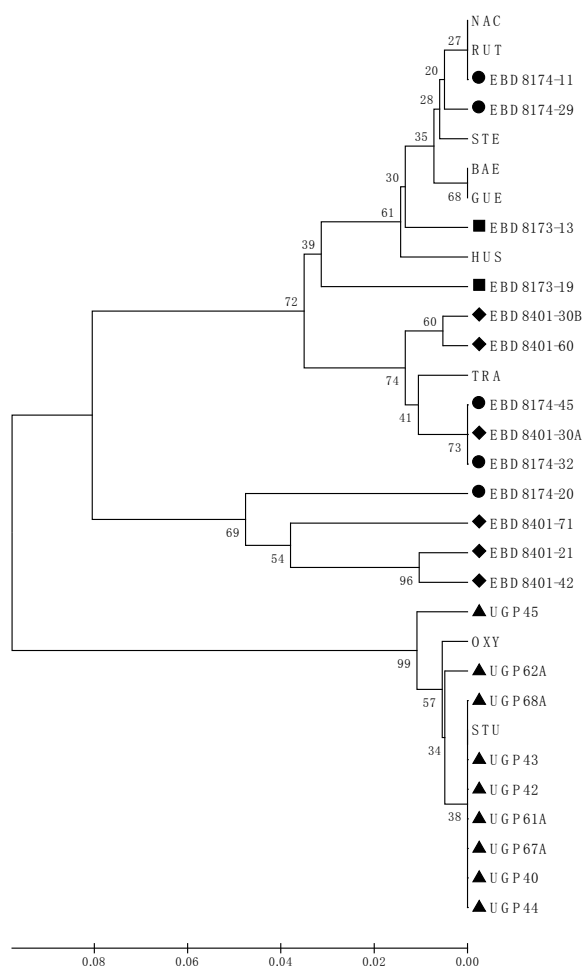 NAC
27
RUT
20
EBD 8174-11
28
EBD 8174-29
35
STE
BAE
30
68
GUE
61
EBD 8173-13
39
HUS
72
EBD 8173-19
60
EBD 8401-30B
EBD 8401-60
74
TRA
41
EBD 8174-45
EBD 8401-30A
73
EBD 8174-32
EBD 8174-20
69
EBD 8401-71
54
EBD 8401-21
96
EBD 8401-42
UGP45
99
OXY
57
UGP62A
UGP68A
34
STU
UGP43
UGP42
38
UGP61A
UGP67A
UGP40
UGP44
0.08 0.06 0.04 0.02 0.00